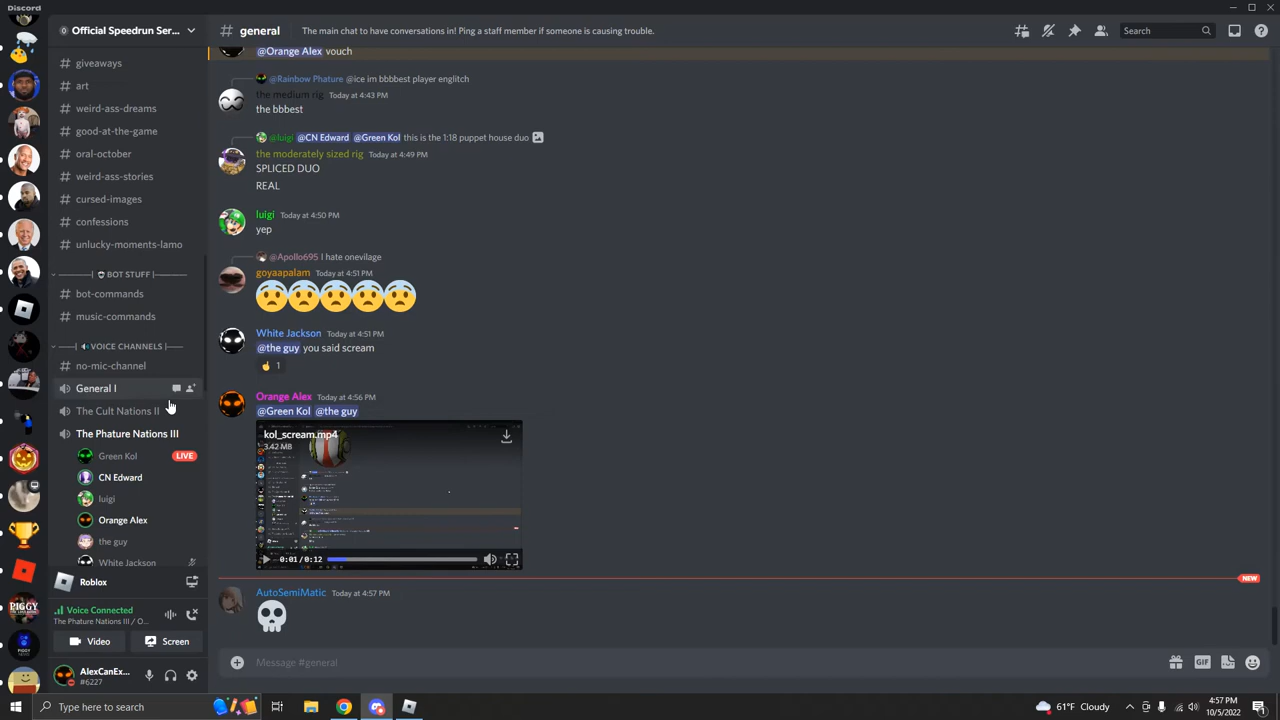 Discord
Official Speedrun Ser...
# general
The main chat to have conversations in! Ping a staff member if someone is causing trouble.
Search
# giveaways
# art
# weird-ass-dreams
# good-at-the-game
# oral-october
# weird-ass-stories
# cursed-images
# confessions
# unlucky-moments-lamo
BOT STUFF
# bot-commands
# music-commands
VOICE CHANNELS
# no-mic-channel
General I
The Cult Nations II
The Phature Nations III
Green Kol LIVE
CN Edward
luigi
Orange Alex
the guy
White Jackson
Roblox
Voice Connected
The Phature Nations III / O...
Video
Screen
AlexCanEx...
#6227
@Orange Alex vouch
@Rainbow Phature @ice im bbbest player englitch
the medium rig Today at 4:43 PM
the bbbest
@luigi @CN Edward @Green Kol this is the 1:18 puppet house duo
the moderately sized rig Today at 4:49 PM
SPLICED DUO
REAL
luigi Today at 4:50 PM
yep
@Apollo695 I hate onevilage
goyaapalam Today at 4:51 PM
White Jackson Today at 4:51 PM
@the guy you said scream
1
Orange Alex Today at 4:56 PM
@Green Kol @the guy
kol_scream.mp4
3.42 MB
0:01/0:12
NEW
AutoSemiMatic Today at 4:57 PM
Message #general
GIF
PIGGY
PIGGY
NEWS
Type here to search
61°F Cloudy
4:57 PM
10/5/2022